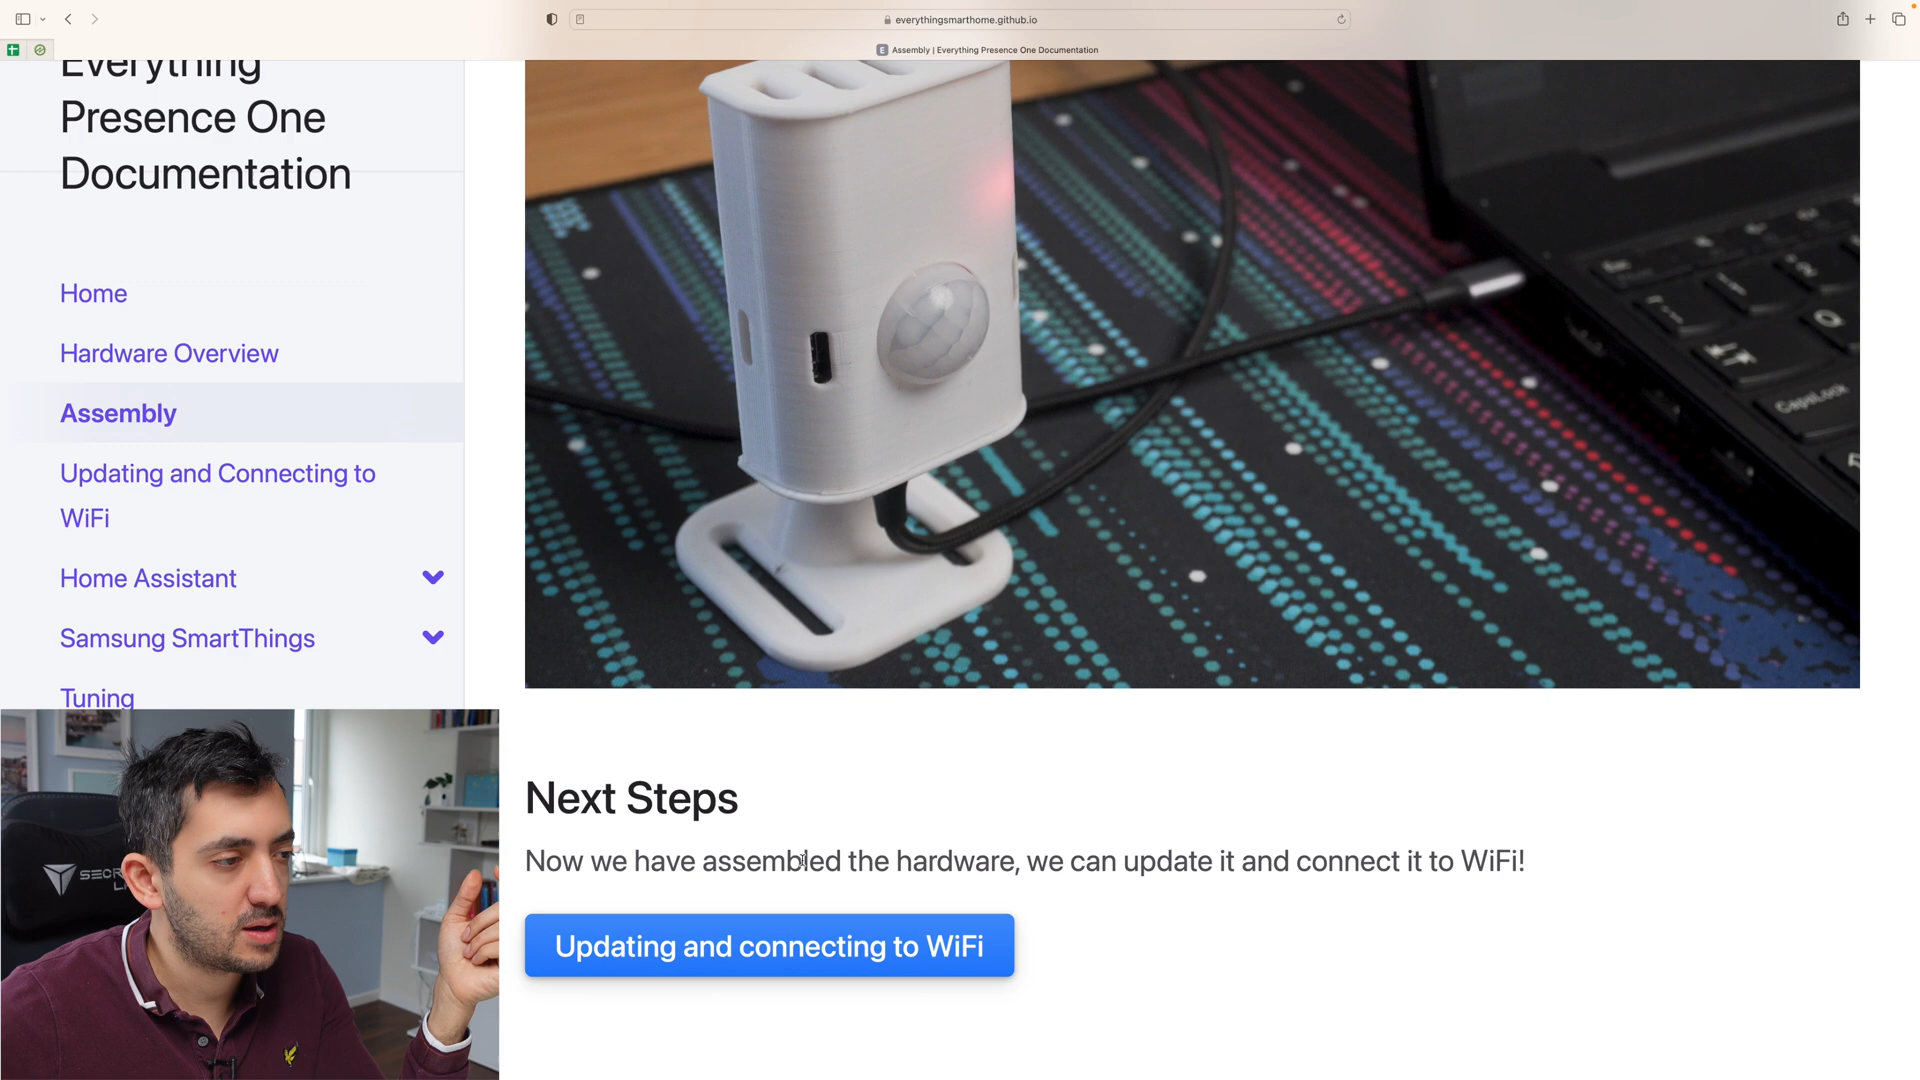 everythingsmarthome.github.io
Assembly | Everything Presence One Documentation
Everything
Presence One
Documentation
Home
Hardware Overview
Assembly
Updating and Connecting to
WiFi
Home Assistant
Samsung SmartThings
Tuning
CapsLock
Next Steps
Now we have assembled the hardware, we can update it and connect it to WiFi!
Updating and connecting to WiFi